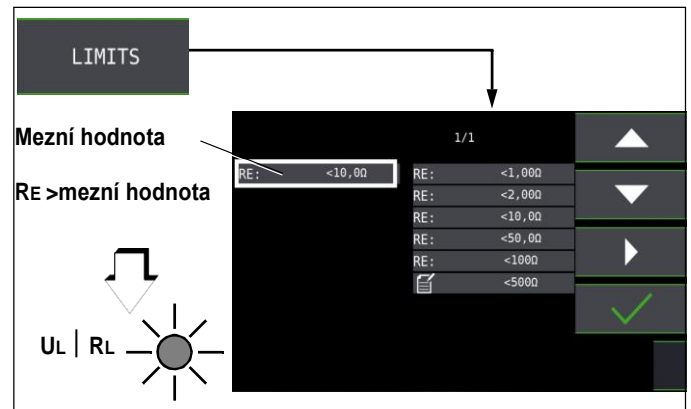 LIMITS
Mezní hodnota
RE >mezní hodnota
1/1
RE: <10,0Ω
RE: <1,00Ω
RE: <2,00Ω
RE: <10,0Ω
RE: <50,0Ω
RE: <100Ω
<500Ω
UL | RL